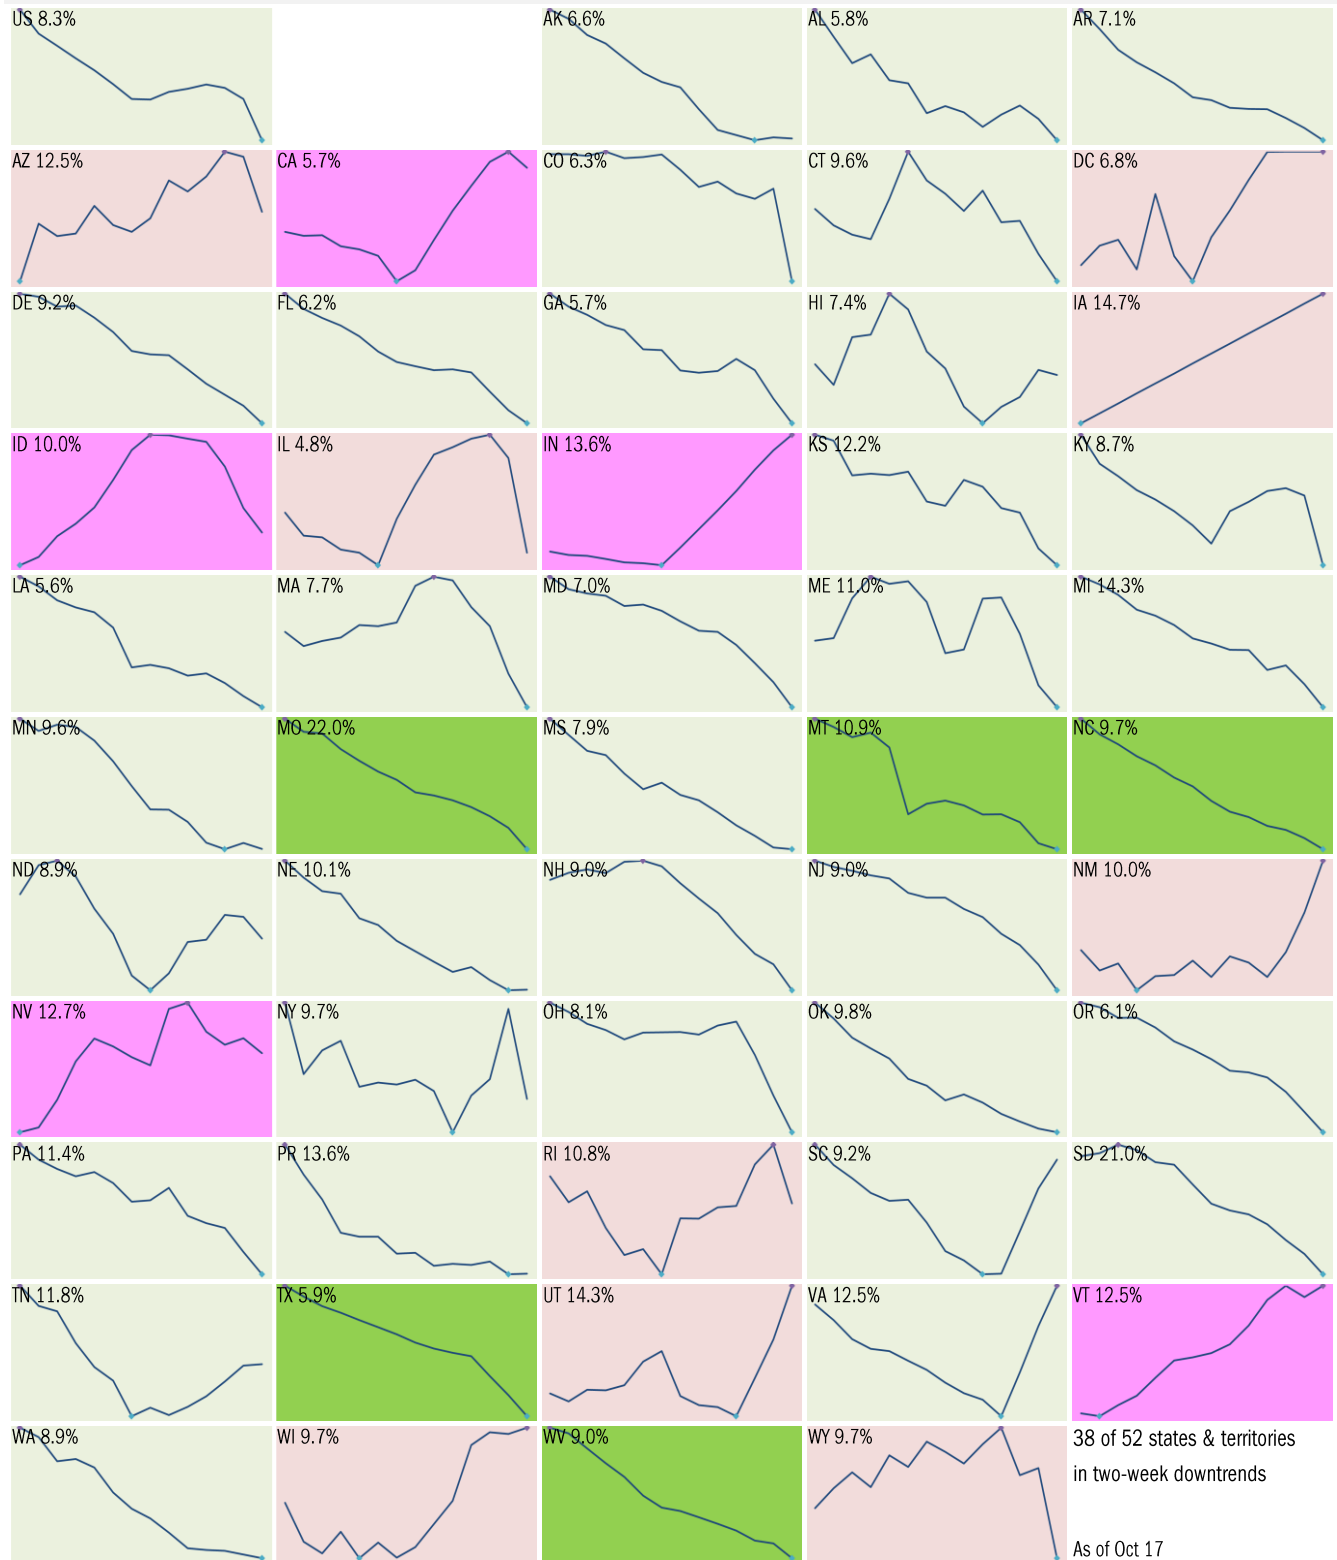 US 8.3%
AK 6.6%
AL 5.8%
AR 7.1%
AZ 12.5%
CA 5.7%
CO 6.3%
CT 9.6%
DC 6.8%
DE 9.2%
FL 6.2%
GA 5.7%
HI 7.4%
IA 14.7%
ID 10.0%
IL 4.8%
IN 13.6%
KS 12.2%
KY 8.7%
LA 5.6%
MA 7.7%
MD 7.0%
ME 11.0%
MI 14.3%
MN 9.6%
MO 22.0%
MS 7.9%
MT 10.9%
NC 9.7%
ND 8.9%
NE 10.1%
NH 9.0%
NJ 9.0%
NM 10.0%
NV 12.7%
NY 9.7%
OH 8.1%
OK 9.8%
OR 6.1%
PA 11.4%
PR 13.6%
RI 10.8%
SC 9.2%
SD 21.0%
TN 11.8%
TX 5.9%
UT 14.3%
VA 12.5%
VT 12.5%
WA 8.9%
WI 9.7%
WV 9.0%
WY 9.7%
38 of 52 states & territories
in two-week downtrends
As of Oct 17